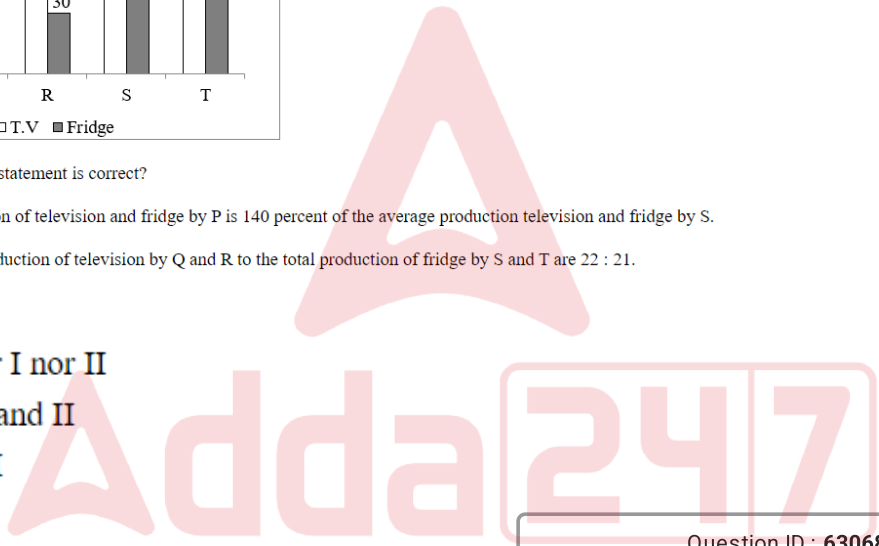 30
R S T
T.V Fridge
statement is correct?
n of television and fridge by P is 140 percent of the average production television and fridge by S.
duction of television by Q and R to the total production of fridge by S and T are 22 : 21.
I nor II
and II
Adda247
Question ID : 63068